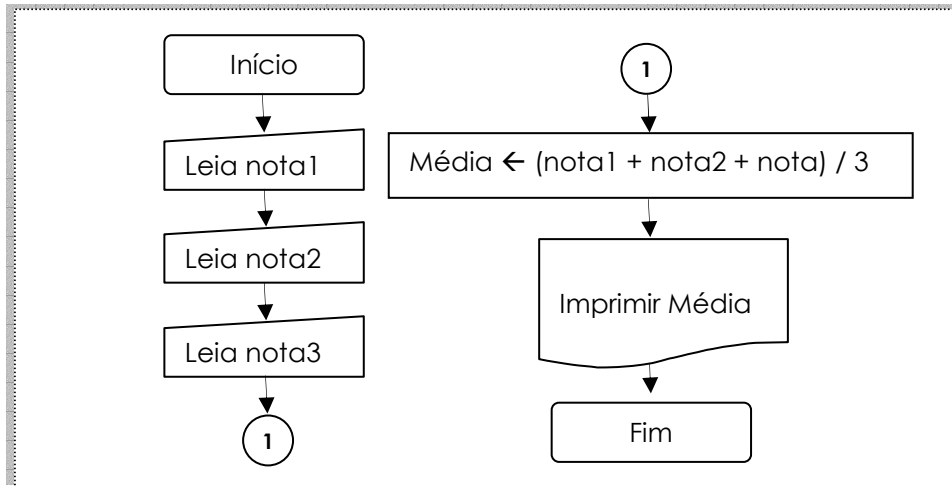 Início
Leia nota1
Leia nota2
Leia nota3
1
1
Média ← (nota1 + nota2 + nota) / 3
Imprimir Média
Fim